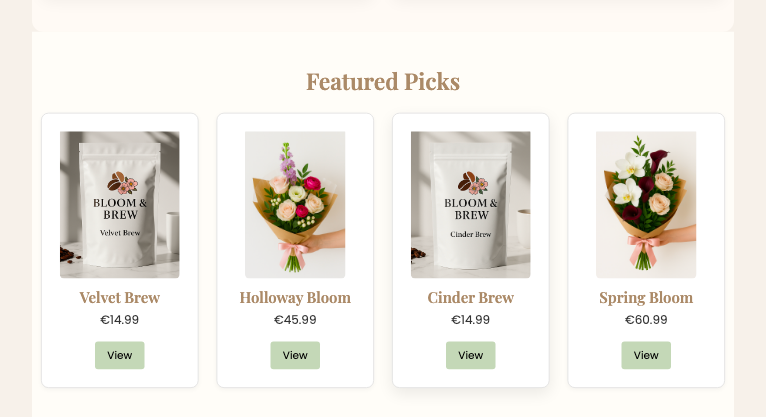 Featured Picks
BLOOM &
BREW
Velvet Brew
Velvet Brew
€14.99
View
Holloway Bloom
€45.99
View
BLOOM &
BREW
Cinder Brew
Cinder Brew
€14.99
View
Spring Bloom
€60.99
View